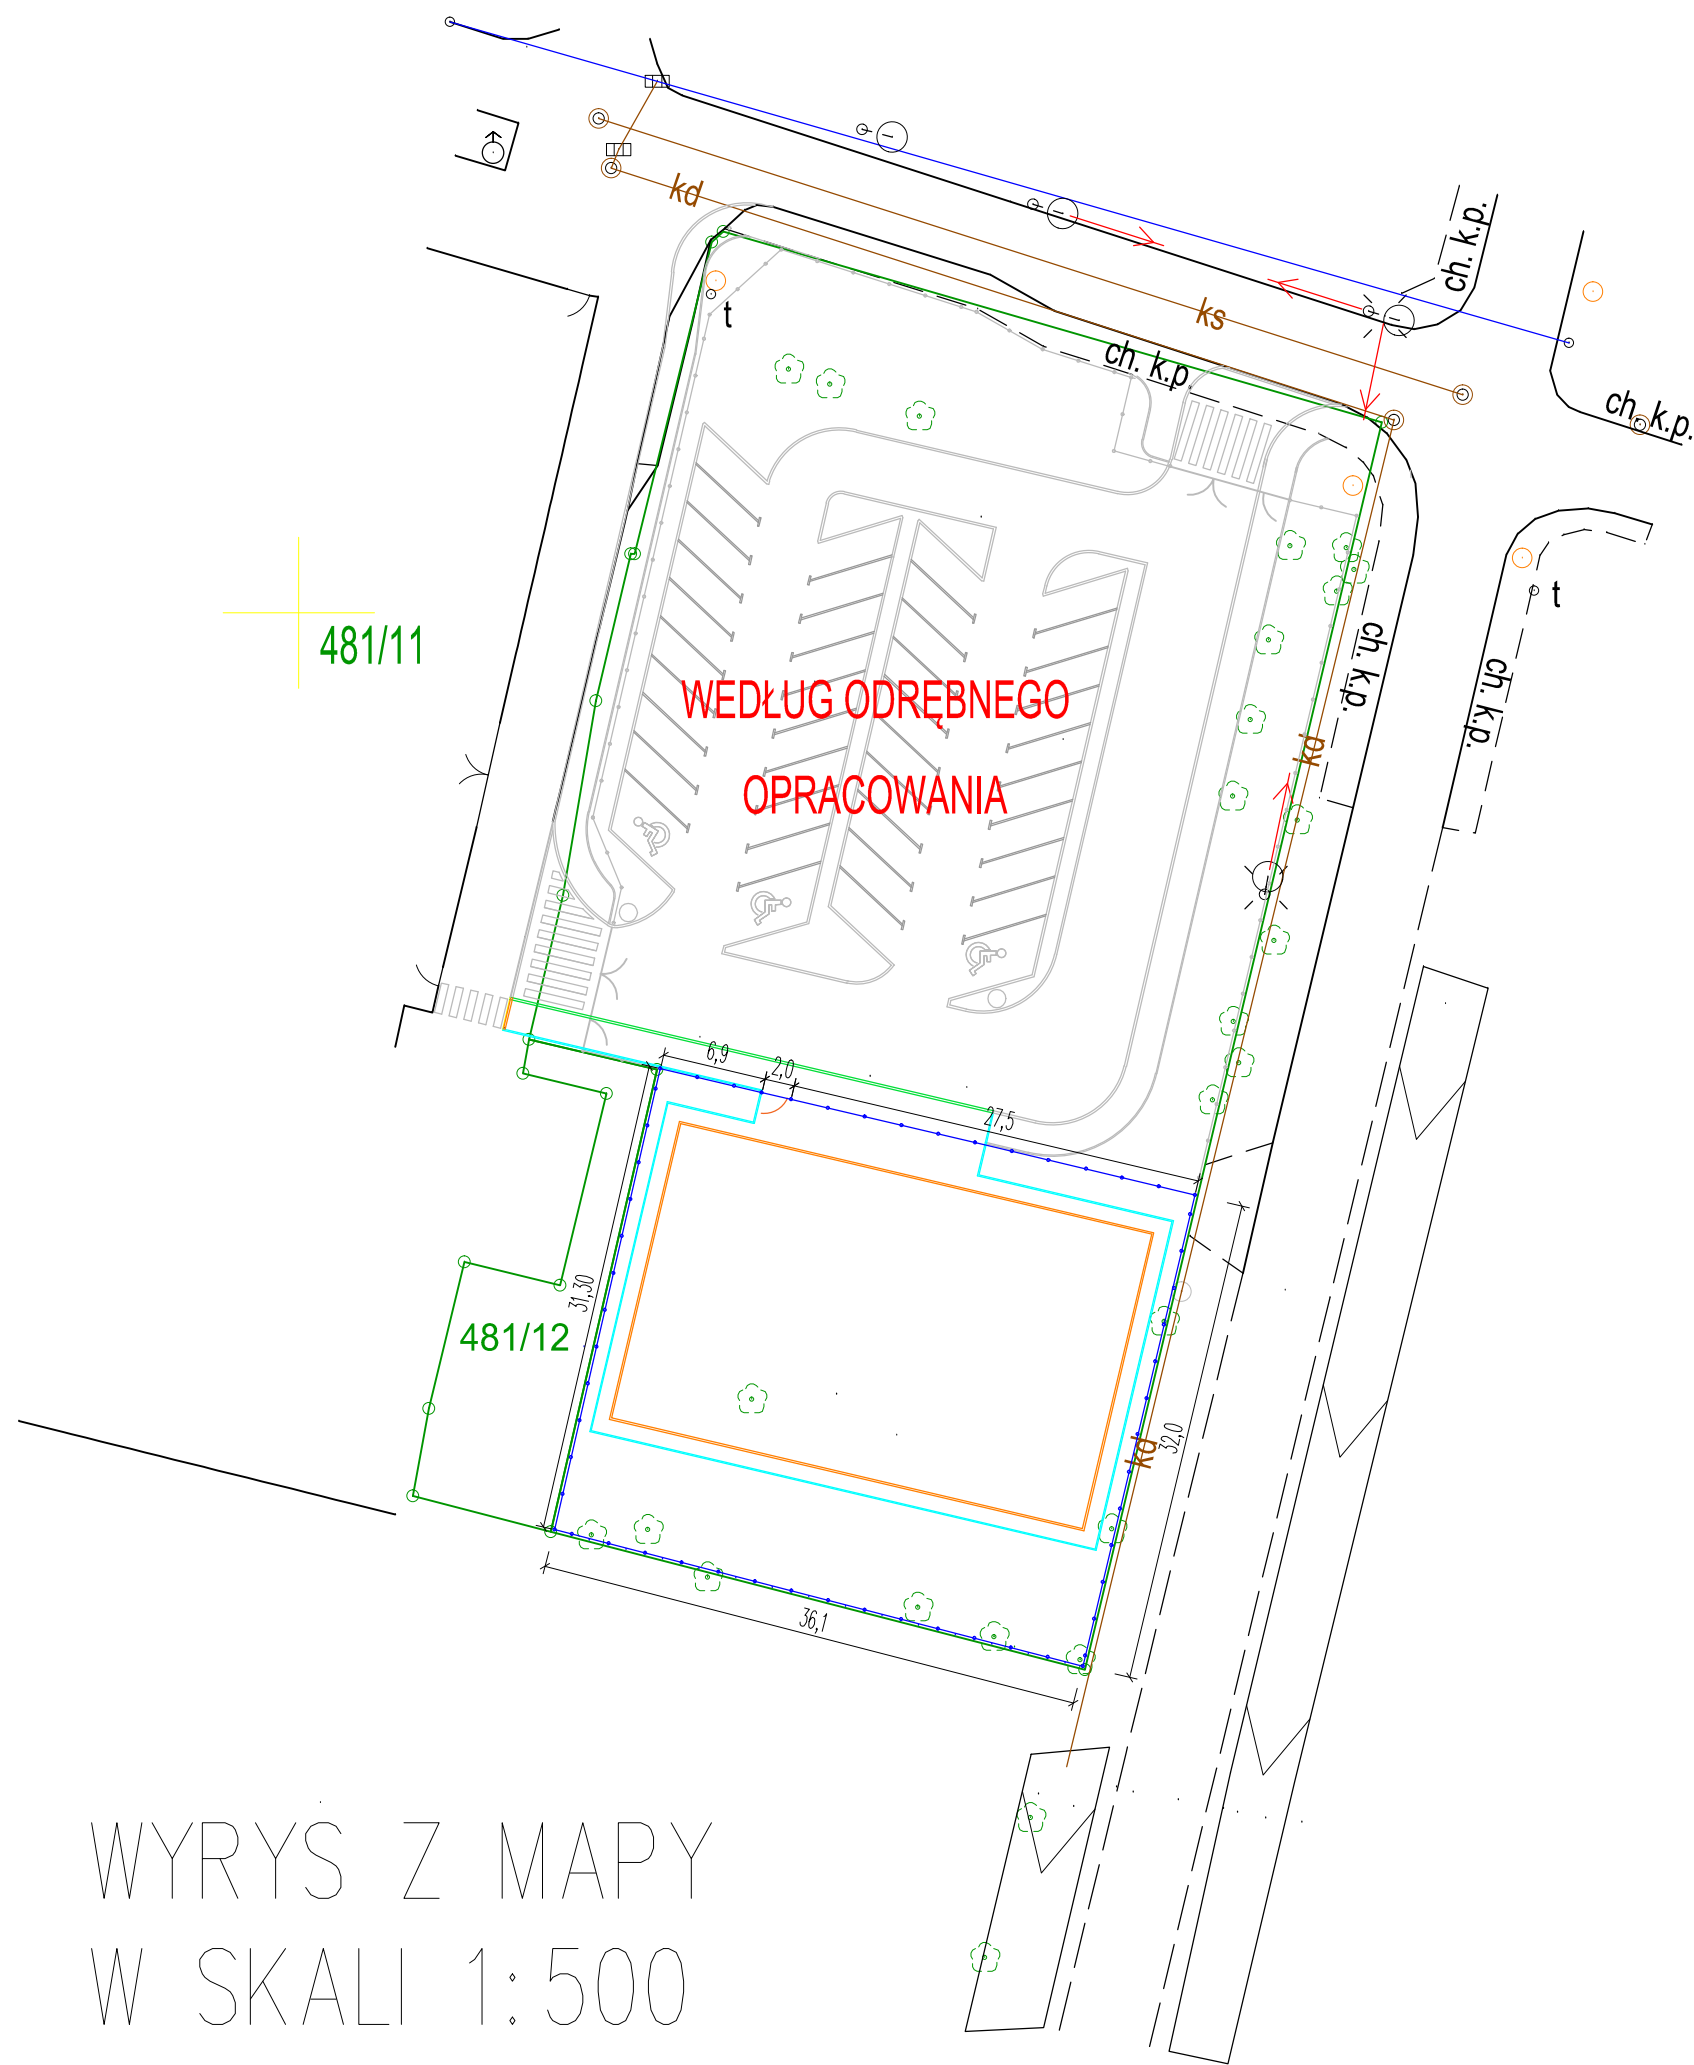 kd
ch. k.p.
t
ks
ch. k.p.
ch. k.p.
t
481/11
ch. k.p.
ch. k.p.
WEDŁUG ODRĘBNEGO
OPRACOWANIA
kd
6,9
2,0
27,5
31,30
481/12
32,0
kd
36,1
WYRYS Z MAPY
W SKALI 1:500